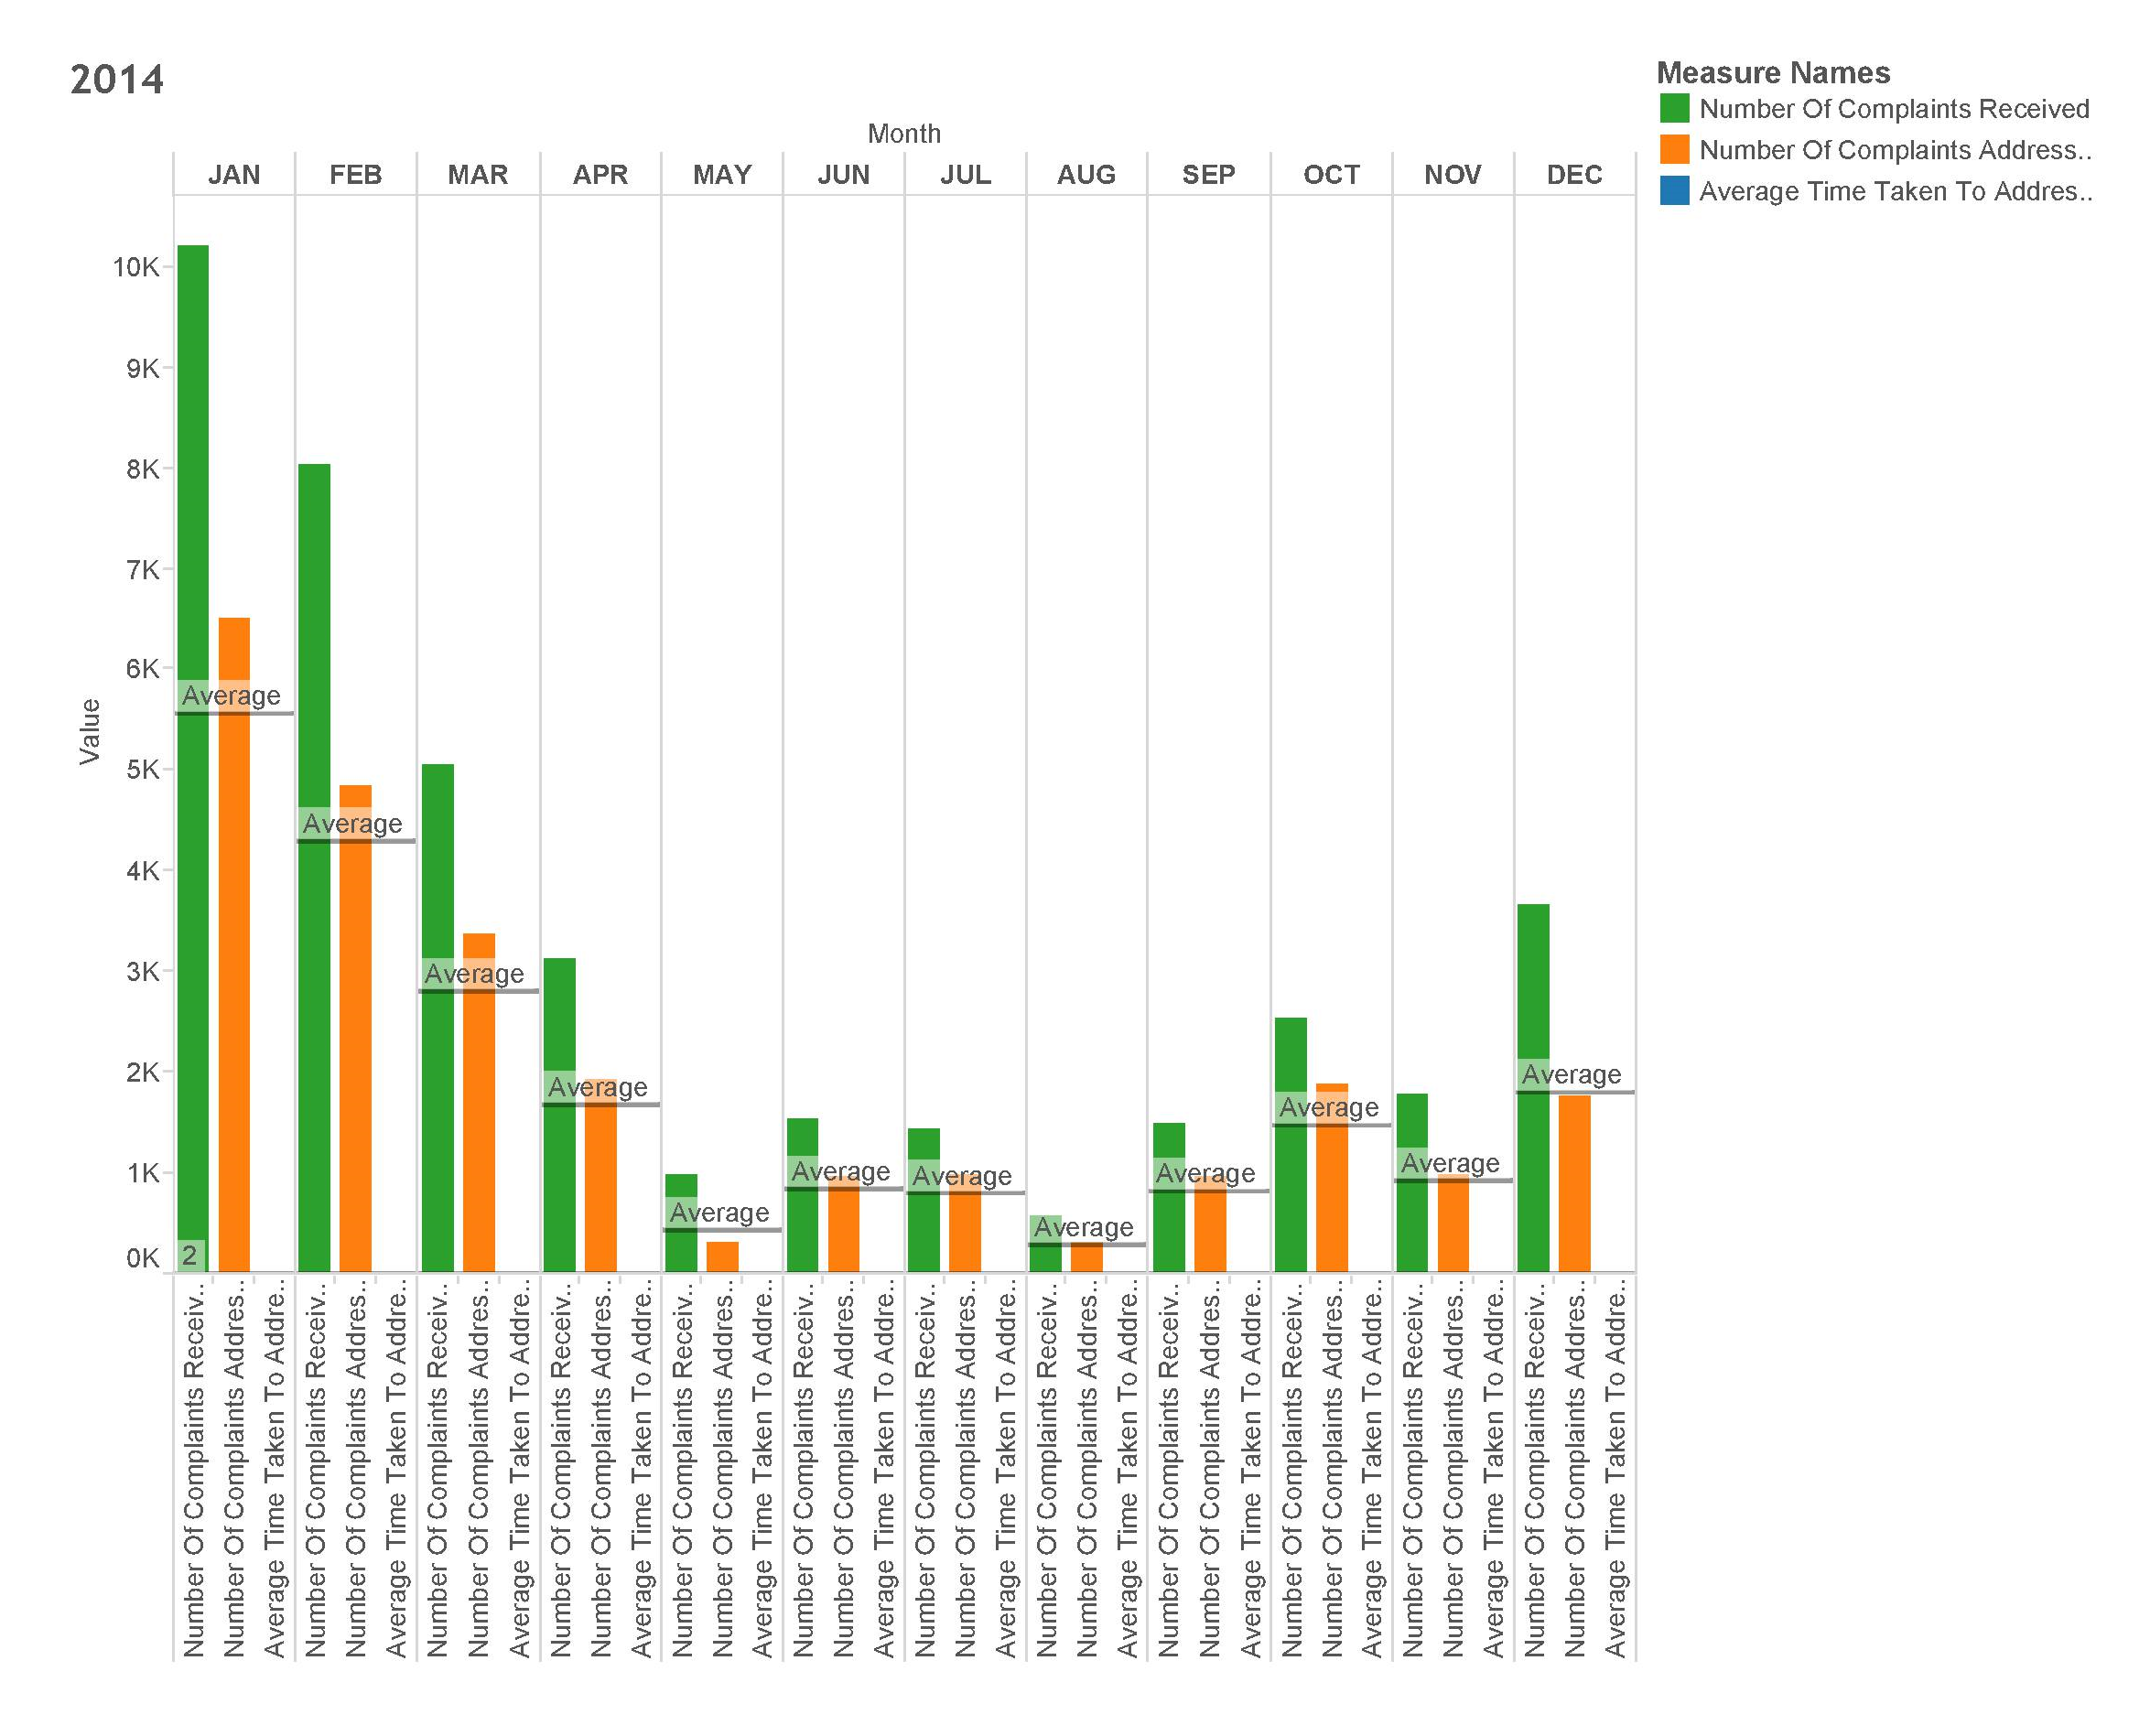 2014
Measure Names
Number Of Complaints Received
Number Of Complaints Address..
Average Time Taken To Addres..
Month
JAN FEB MAR APR MAY JUN JUL AUG SEP OCT NOV DEC
Value
10K
9K
8K
7K
6K
5K
4K
3K
2K
1K
0K
Average
Average
Average
Average
Average
Average
Average
Average
Average
Average
Average
Average
2
Number Of Complaints Receiv..
Number Of Complaints Addres..
Average Time Taken To Addre..
Number Of Complaints Receiv..
Number Of Complaints Addres..
Average Time Taken To Addre..
Number Of Complaints Receiv..
Number Of Complaints Addres..
Average Time Taken To Addre..
Number Of Complaints Receiv..
Number Of Complaints Addres..
Average Time Taken To Addre..
Number Of Complaints Receiv..
Number Of Complaints Addres..
Average Time Taken To Addre..
Number Of Complaints Receiv..
Number Of Complaints Addres..
Average Time Taken To Addre..
Number Of Complaints Receiv..
Number Of Complaints Addres..
Average Time Taken To Addre..
Number Of Complaints Receiv..
Number Of Complaints Addres..
Average Time Taken To Addre..
Number Of Complaints Receiv..
Number Of Complaints Addres..
Average Time Taken To Addre..
Number Of Complaints Receiv..
Number Of Complaints Addres..
Average Time Taken To Addre..
Number Of Complaints Receiv..
Number Of Complaints Addres..
Average Time Taken To Addre..
Number Of Complaints Receiv..
Number Of Complaints Addres..
Average Time Taken To Addre..